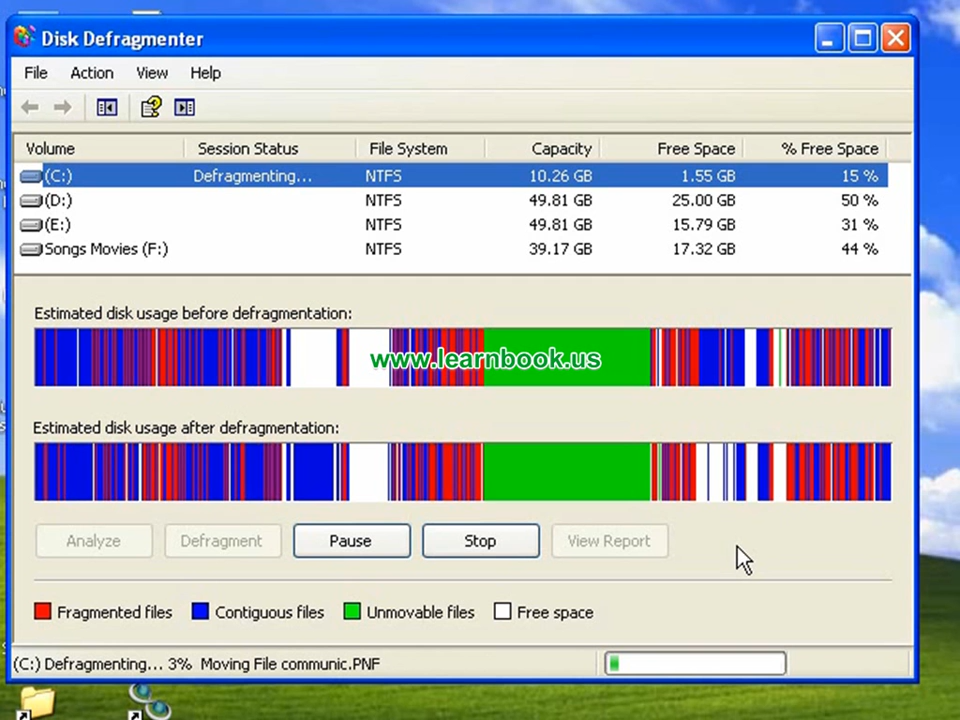 Disk Defragmenter
File Action View Help
Volume Session Status File System Capacity Free Space % Free Space
(C:) Defragmenting... NTFS 10.26 GB 1.55 GB 15 %
(D:) NTFS 49.81 GB 25.00 GB 50 %
(E:) NTFS 49.81 GB 15.79 GB 31 %
Songs Movies (F:) NTFS 39.17 GB 17.32 GB 44 %
Estimated disk usage before defragmentation:
www.learnbook.us
Estimated disk usage after defragmentation:
Analyze Defragment Pause Stop View Report
Fragmented files Contiguous files Unmovable files Free space
(C:) Defragmenting... 3% Moving File communic.PNF